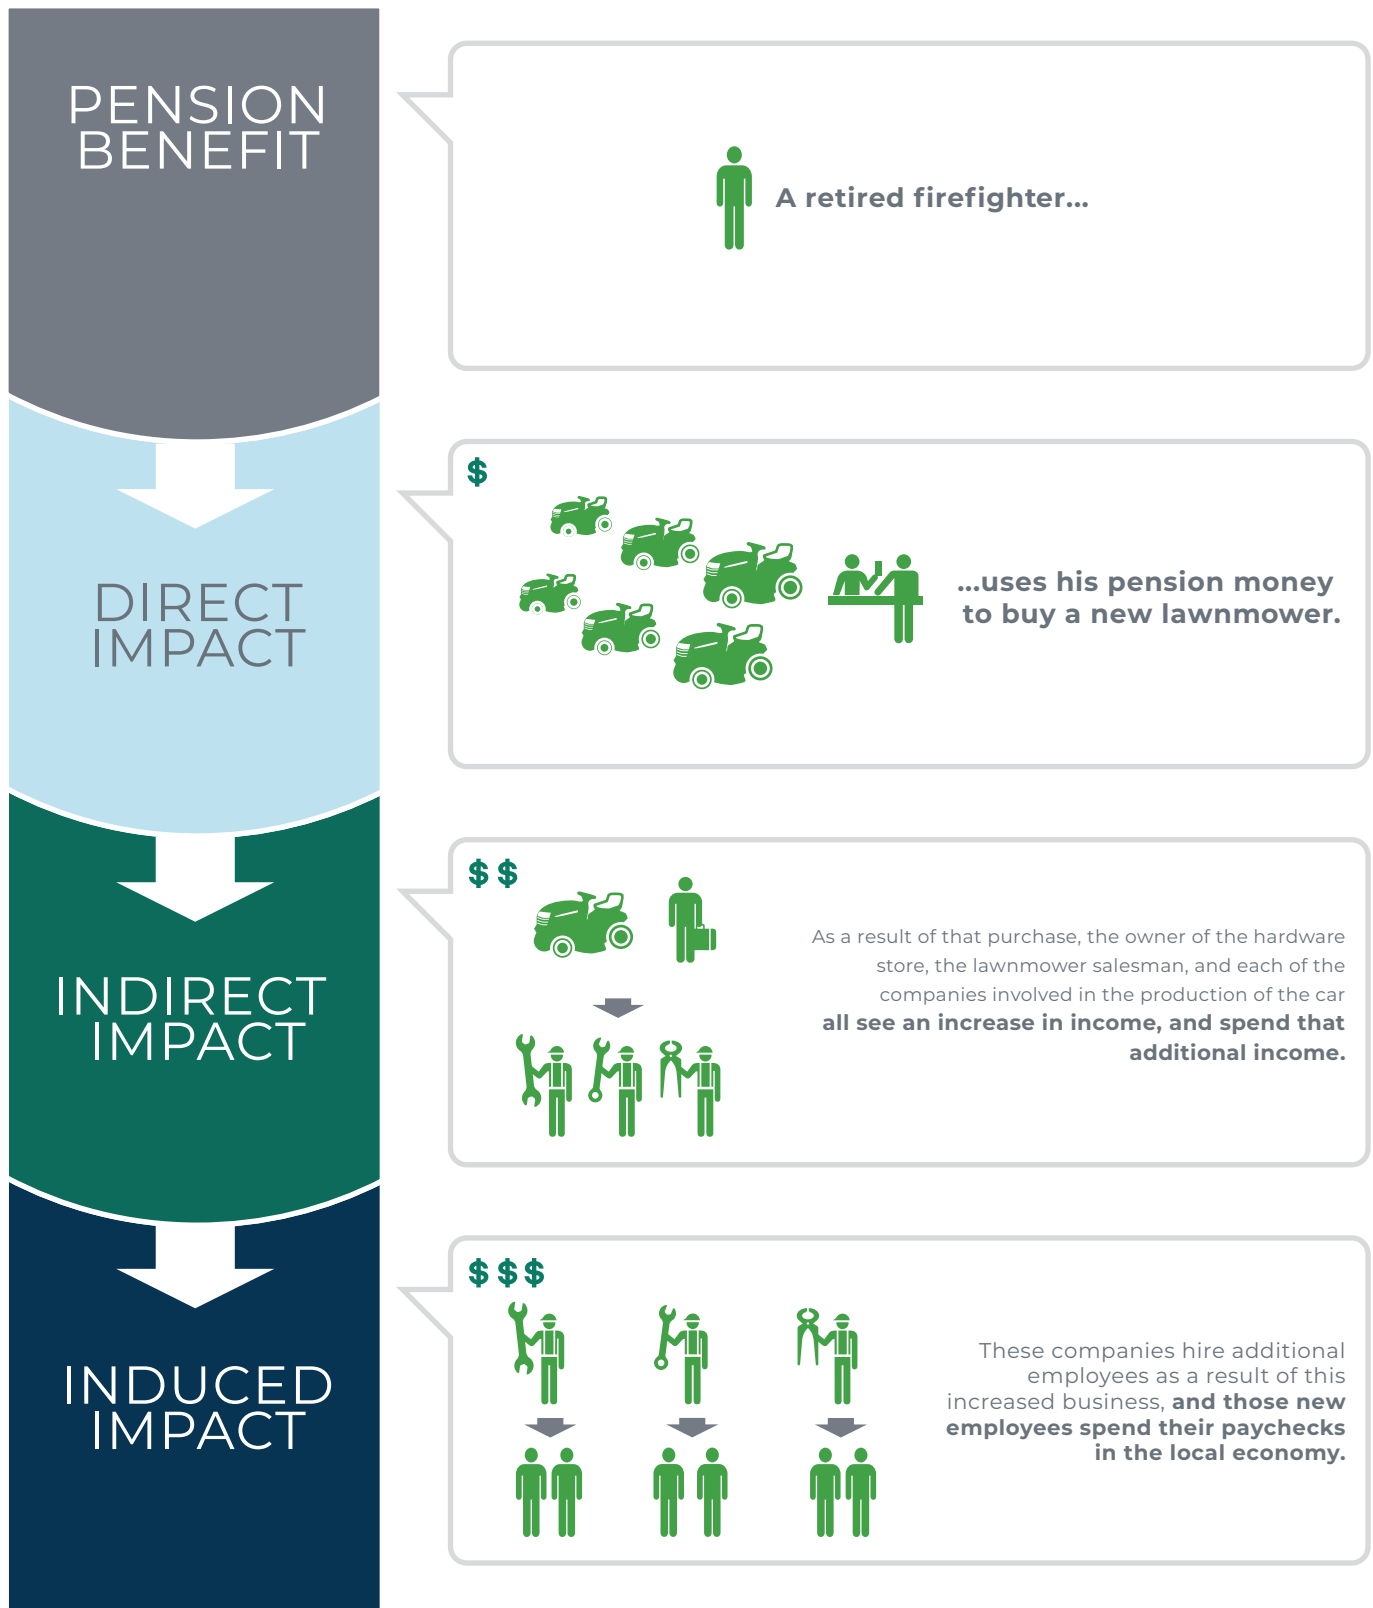 PENSION
BENEFIT
A retired firefighter...
DIRECT
IMPACT
$
...uses his pension money
to buy a new lawnmower.
INDIRECT
IMPACT
$ $
As a result of that purchase, the owner of the hardware
store, the lawnmower salesman, and each of the
companies involved in the production of the car
all see an increase in income, and spend that
additional income.
INDUCED
IMPACT
$ $ $
These companies hire additional
employees as a result of this
increased business, and those new
employees spend their paychecks
in the local economy.